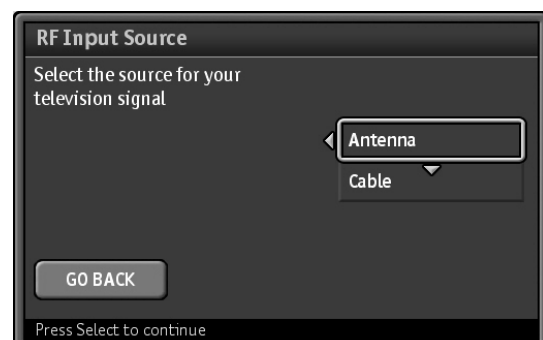 RF Input Source
Select the source for your
television signal
Antenna
Cable
GO BACK
Press Select to continue